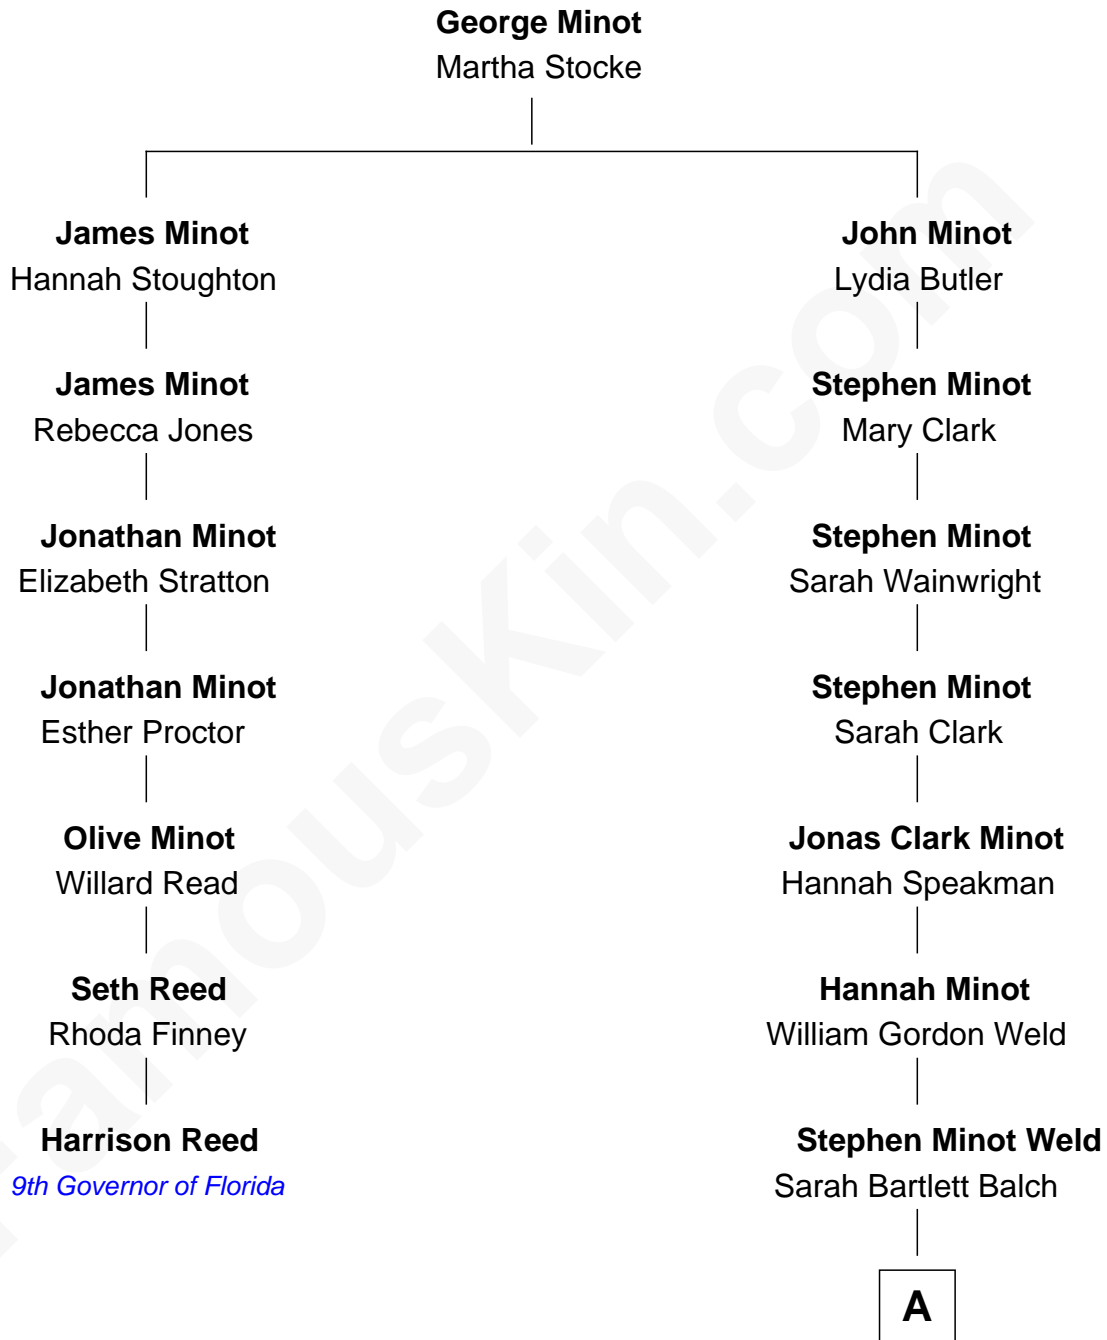 George Minot
Martha Stocke
James Minot
Hannah Stoughton
John Minot
Lydia Butler
James Minot
Rebecca Jones
Stephen Minot
Mary Clark
Jonathan Minot
Elizabeth Stratton
Stephen Minot
Sarah Wainwright
Jonathan Minot
Esther Proctor
Stephen Minot
Sarah Clark
Olive Minot
Willard Read
Jonas Clark Minot
Hannah Speakman
Seth Reed
Rhoda Finney
Hannah Minot
William Gordon Weld
Harrison Reed
9th Governor of Florida
Stephen Minot Weld
Sarah Bartlett Balch
A
FamousKin.com